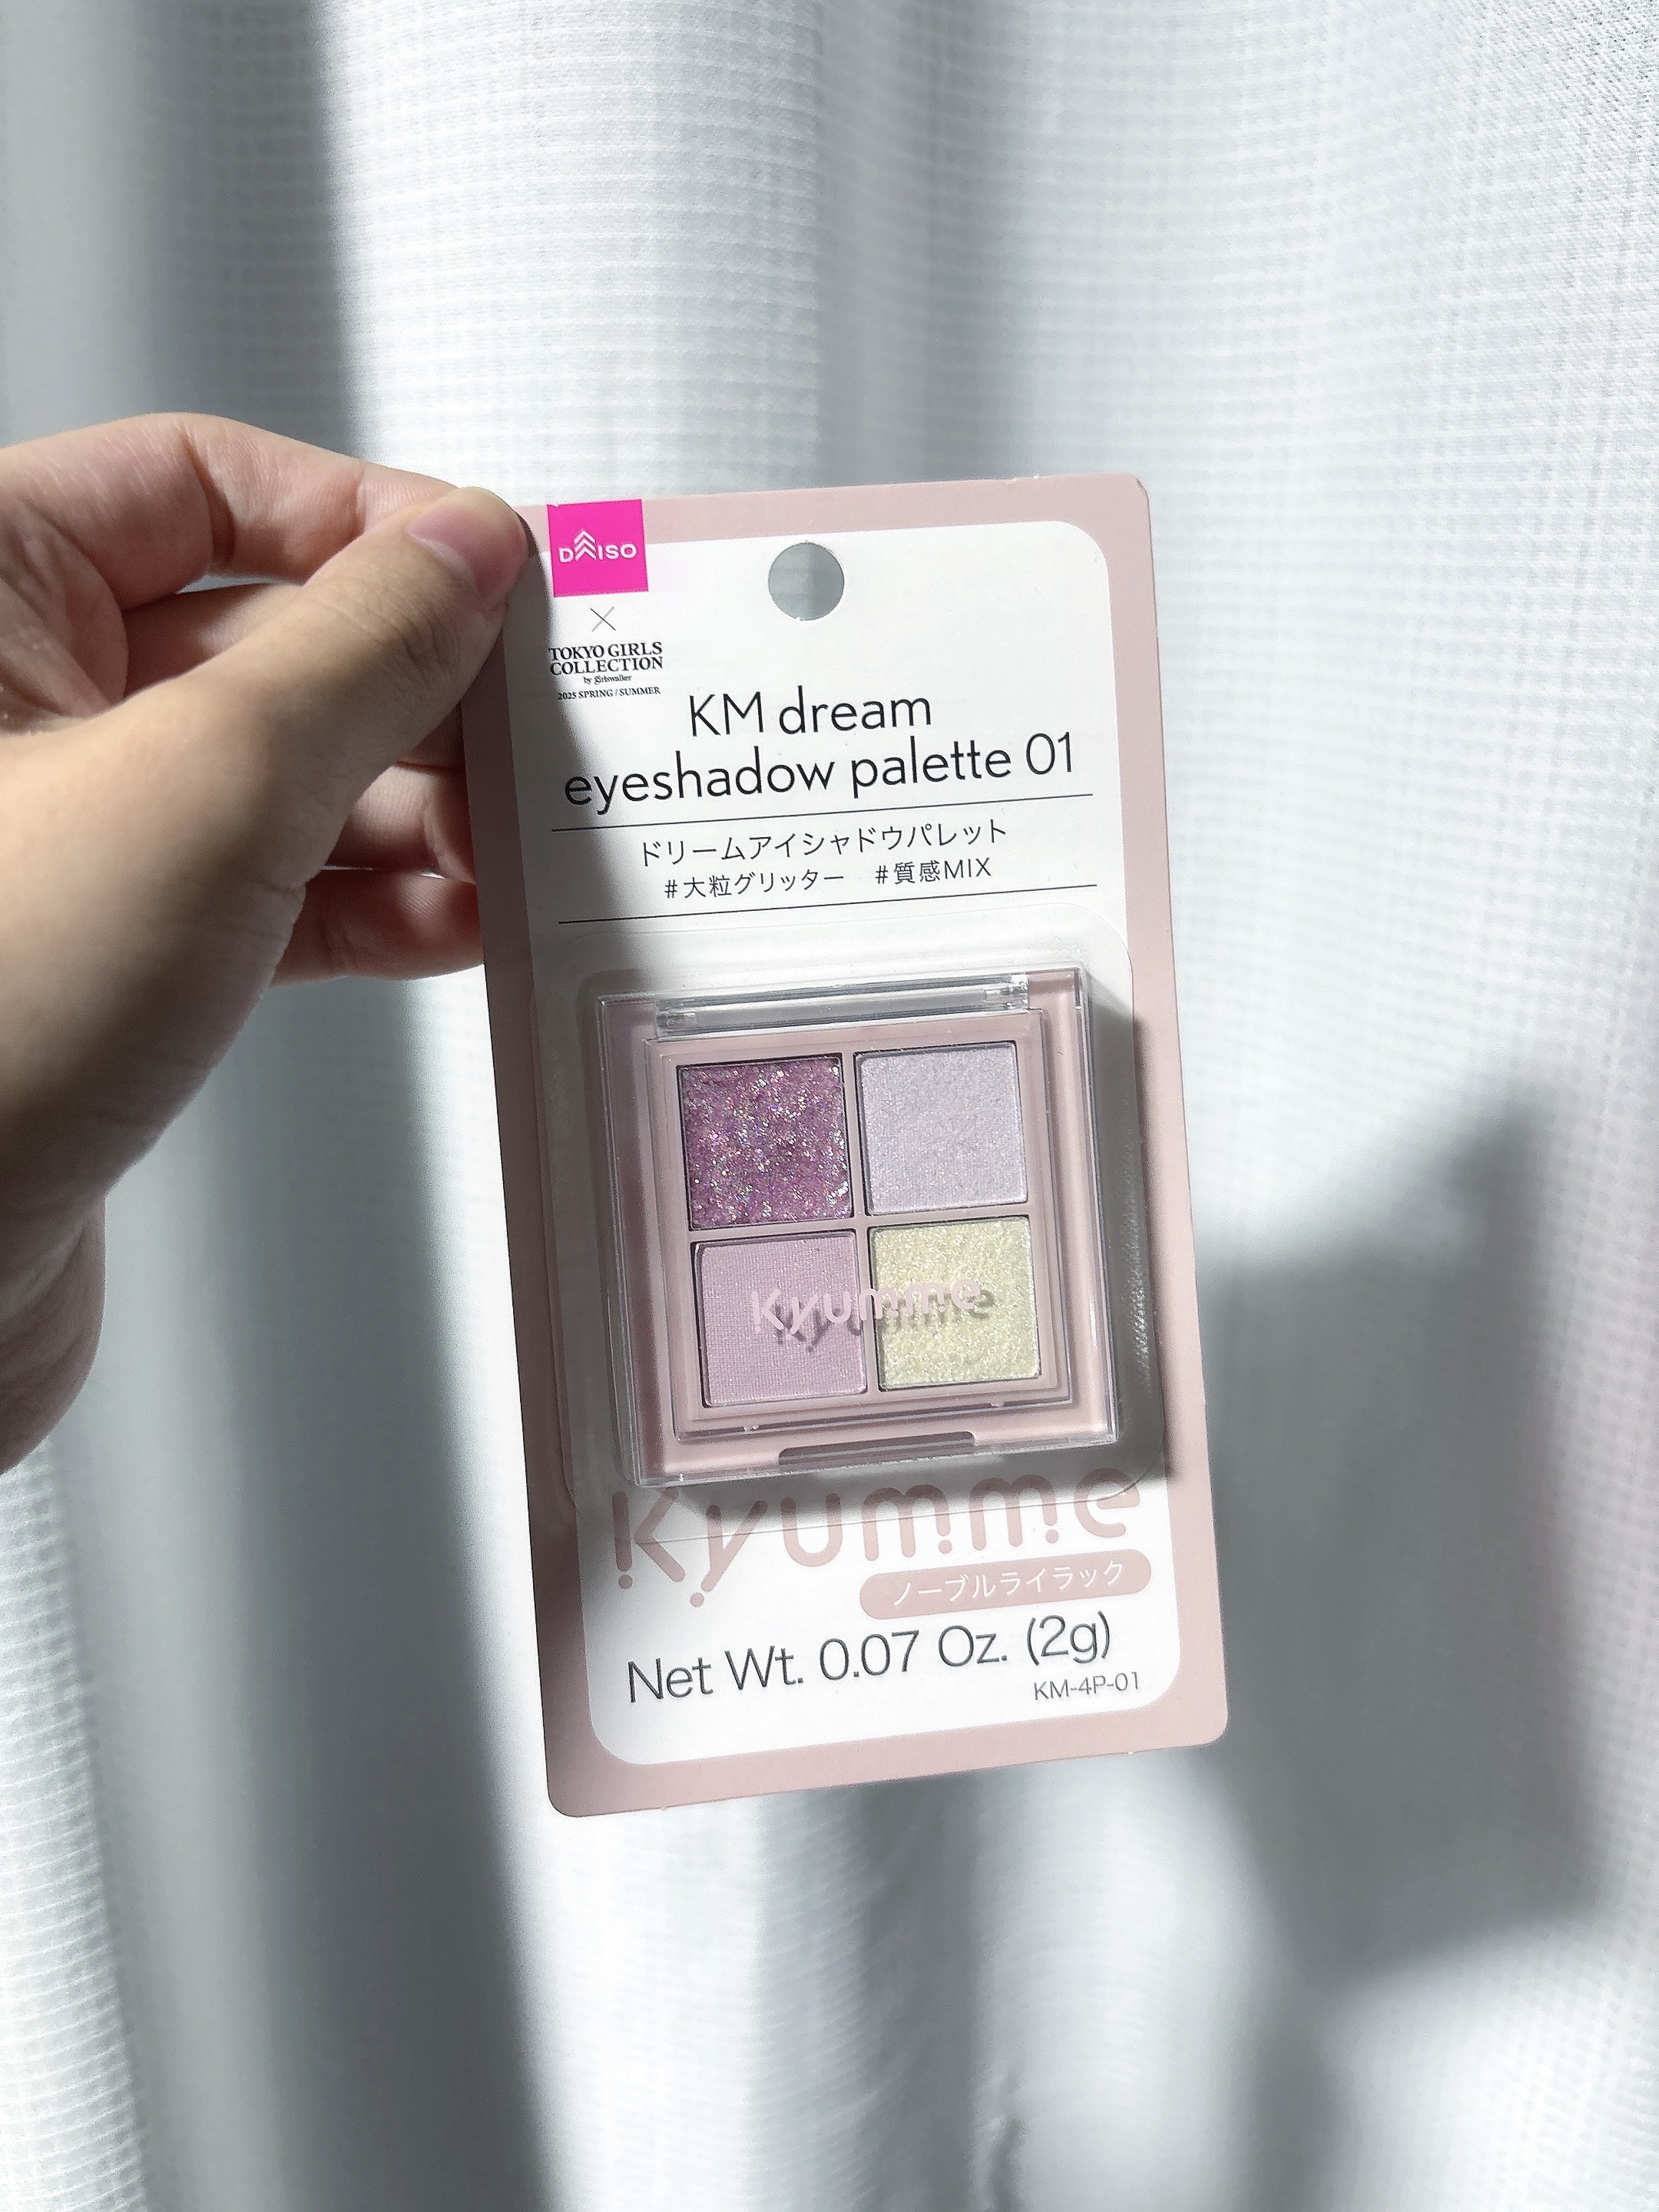 DAISO
×
TOKYO GIRLS
COLLECTION
by girlswalker
2025 SPRING / SUMMER
KM dream
eyeshadow palette 01
ドリームアイシャドウパレット
#大粒グリッター #質感MIX
Kyumme
Kyumme
ノーブルライラック
Net Wt. 0.07 Oz. (2g)
KM-4P-01